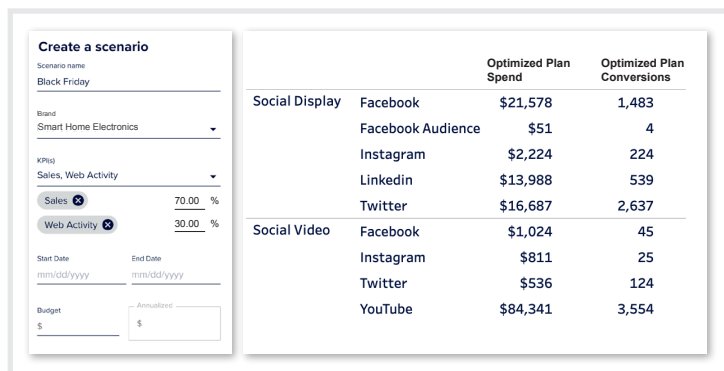 Create a scenario
Scenario name
Black Friday
Brand
Smart Home Electronics
KPI(s)
Sales, Web Activity
Sales 70.00 %
Web Activity 30.00 %
Start Date End Date
mm/dd/yyyy mm/dd/yyyy
Budget Annualized
$ $
Optimized Plan Optimized Plan
Spend Conversions
Social Display Facebook $21,578 1,483
Facebook Audience $51 4
Instagram $2,224 224
Linkedin $13,988 539
Twitter $16,687 2,637
Social Video Facebook $1,024 45
Instagram $811 25
Twitter $536 124
YouTube $84,341 3,554